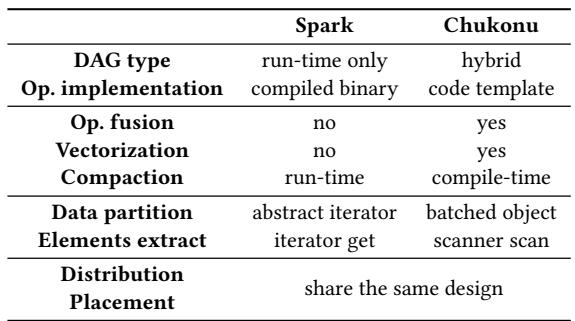 Spark Chukonu
DAG type run-time only hybrid
Op. implementation compiled binary code template
Op. fusion no yes
Vectorization no yes
Compaction run-time compile-time
Data partition abstract iterator batched object
Elements extract iterator get scanner scan
Distribution
share the same design
Placement